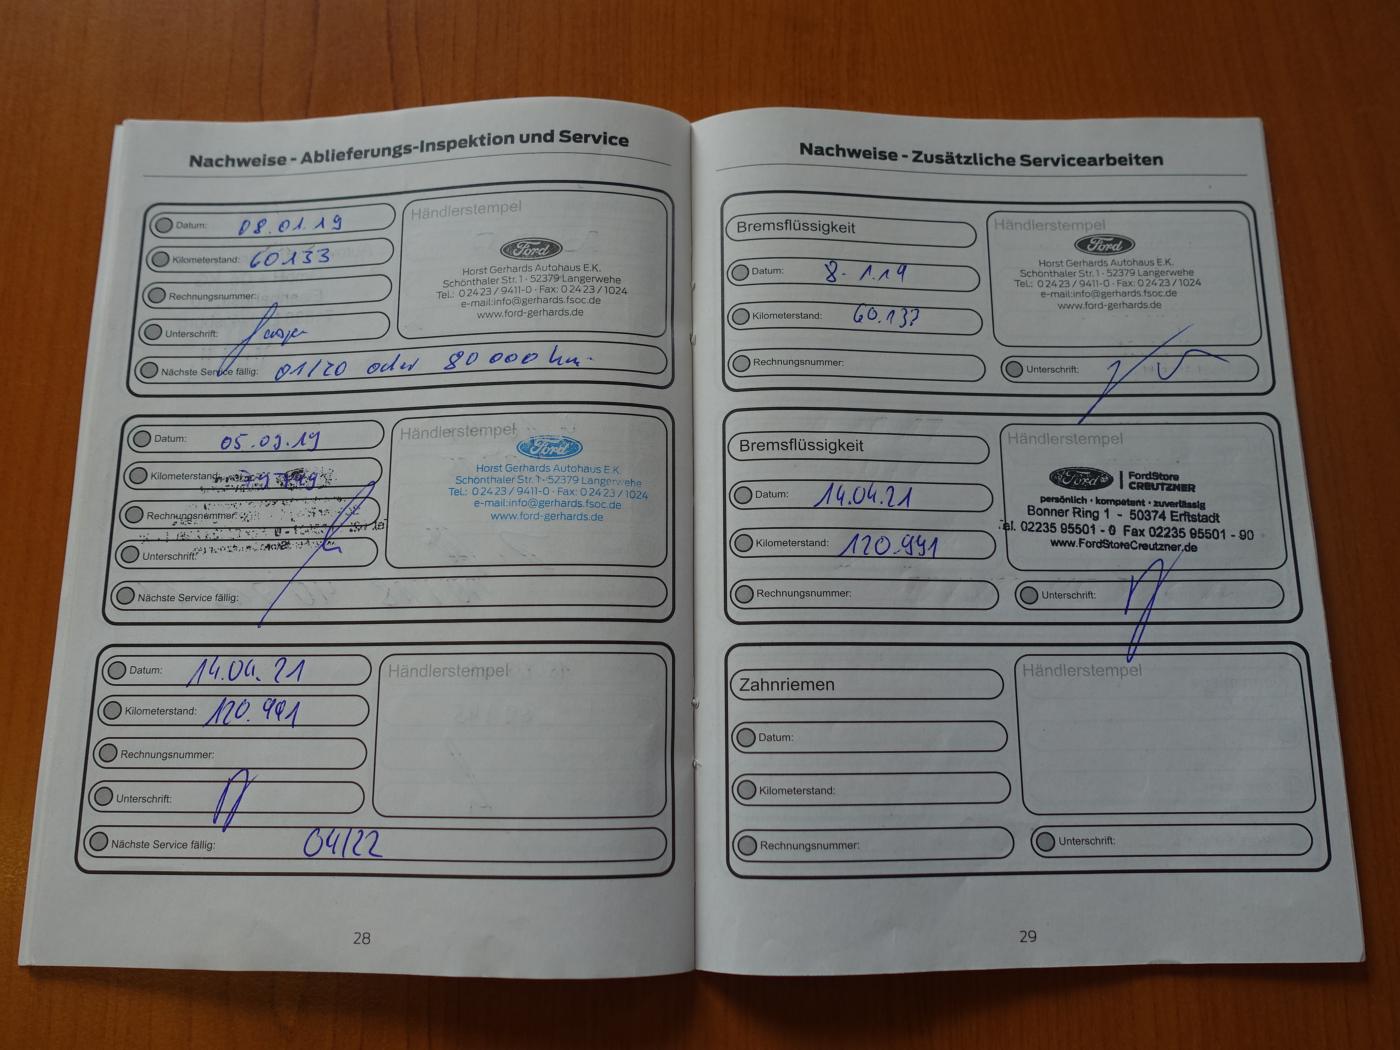 Nachweise - Ablieferungs-Inspektion und Service
Datum: 08.01.19
Kilometerstand: 60133
Rechnungsnummer:
Unterschrift:
Nächste Service fällig: 01/20 oder 80 000 km
Händlerstempel
Ford
Horst Gerhards Autohaus E.K.
Schönthaler Str. 1 · 52379 Langerwehe
Tel.: 0 24 23 / 9411-0 · Fax: 0 24 23 / 1024
e-mail:info@gerhards.fsoc.de
www.ford-gerhards.de
Datum: 05.09.19
Kilometerstand:
Rechnungsnummer:
Unterschrift:
Nächste Service fällig:
Händlerstempel
Ford
Horst Gerhards Autohaus E.K.
Schönthaler Str. 1 · 52379 Langerwehe
Tel.: 0 24 23 / 9411-0 · Fax: 0 24 23 / 1024
e-mail:info@gerhards.fsoc.de
www.ford-gerhards.de
Datum: 14.04.21
Kilometerstand: 120.991
Rechnungsnummer:
Unterschrift:
Nächste Service fällig: 04/22
Händlerstempel
28
Nachweise - Zusätzliche Servicearbeiten
Bremsflüssigkeit
Datum: 8.1.19
Kilometerstand: 60.133
Rechnungsnummer:
Händlerstempel
Ford
Horst Gerhards Autohaus E.K.
Schönthaler Str. 1 · 52379 Langerwehe
Tel.: 0 24 23 / 9411-0 · Fax: 0 24 23 / 1024
e-mail:info@gerhards.fsoc.de
www.ford-gerhards.de
Unterschrift:
Bremsflüssigkeit
Datum: 14.04.21
Kilometerstand: 120.991
Rechnungsnummer:
Händlerstempel
Ford | FordStore
CREUTZNER
persönlich · kompetent · zuverlässig
Bonner Ring 1 - 50374 Erftstadt
Tel. 02235 95501 - 0 Fax 02235 95501 - 90
www.FordStoreCreutzner.de
Unterschrift:
Zahnriemen
Datum:
Kilometerstand:
Rechnungsnummer:
Händlerstempel
Unterschrift:
29